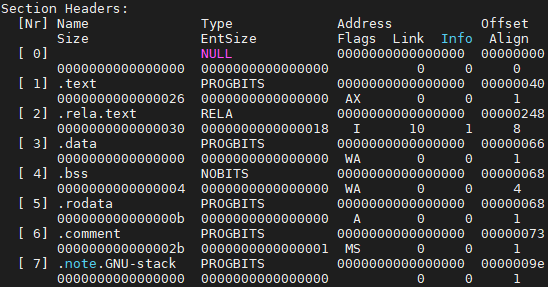 Section Headers:
  [Nr] Name              Type             Address           Offset
       Size              EntSize          Flags  Link  Info  Align
  [ 0]                   NULL             0000000000000000  00000000
       0000000000000000  0000000000000000           0     0     0
  [ 1] .text             PROGBITS         0000000000000000  00000040
       0000000000000026  0000000000000000  AX       0     0     1
  [ 2] .rela.text        RELA             0000000000000000  00000248
       0000000000000030  0000000000000018   I      10     1     8
  [ 3] .data             PROGBITS         0000000000000000  00000066
       0000000000000000  0000000000000000  WA       0     0     1
  [ 4] .bss              NOBITS           0000000000000000  00000068
       0000000000000004  0000000000000000  WA       0     0     4
  [ 5] .rodata           PROGBITS         0000000000000000  00000068
       000000000000000b  0000000000000000   A       0     0     1
  [ 6] .comment          PROGBITS         0000000000000000  00000073
       000000000000002b  0000000000000001  MS       0     0     1
  [ 7] .note.GNU-stack   PROGBITS         0000000000000000  0000009e
       0000000000000000  0000000000000000           0     0     1